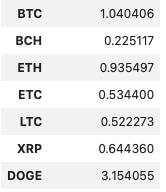 BTC 1.040406
BCH 0.225117
ETH 0.935497
ETC 0.534400
LTC 0.522273
XRP 0.644360
DOGE 3.154055